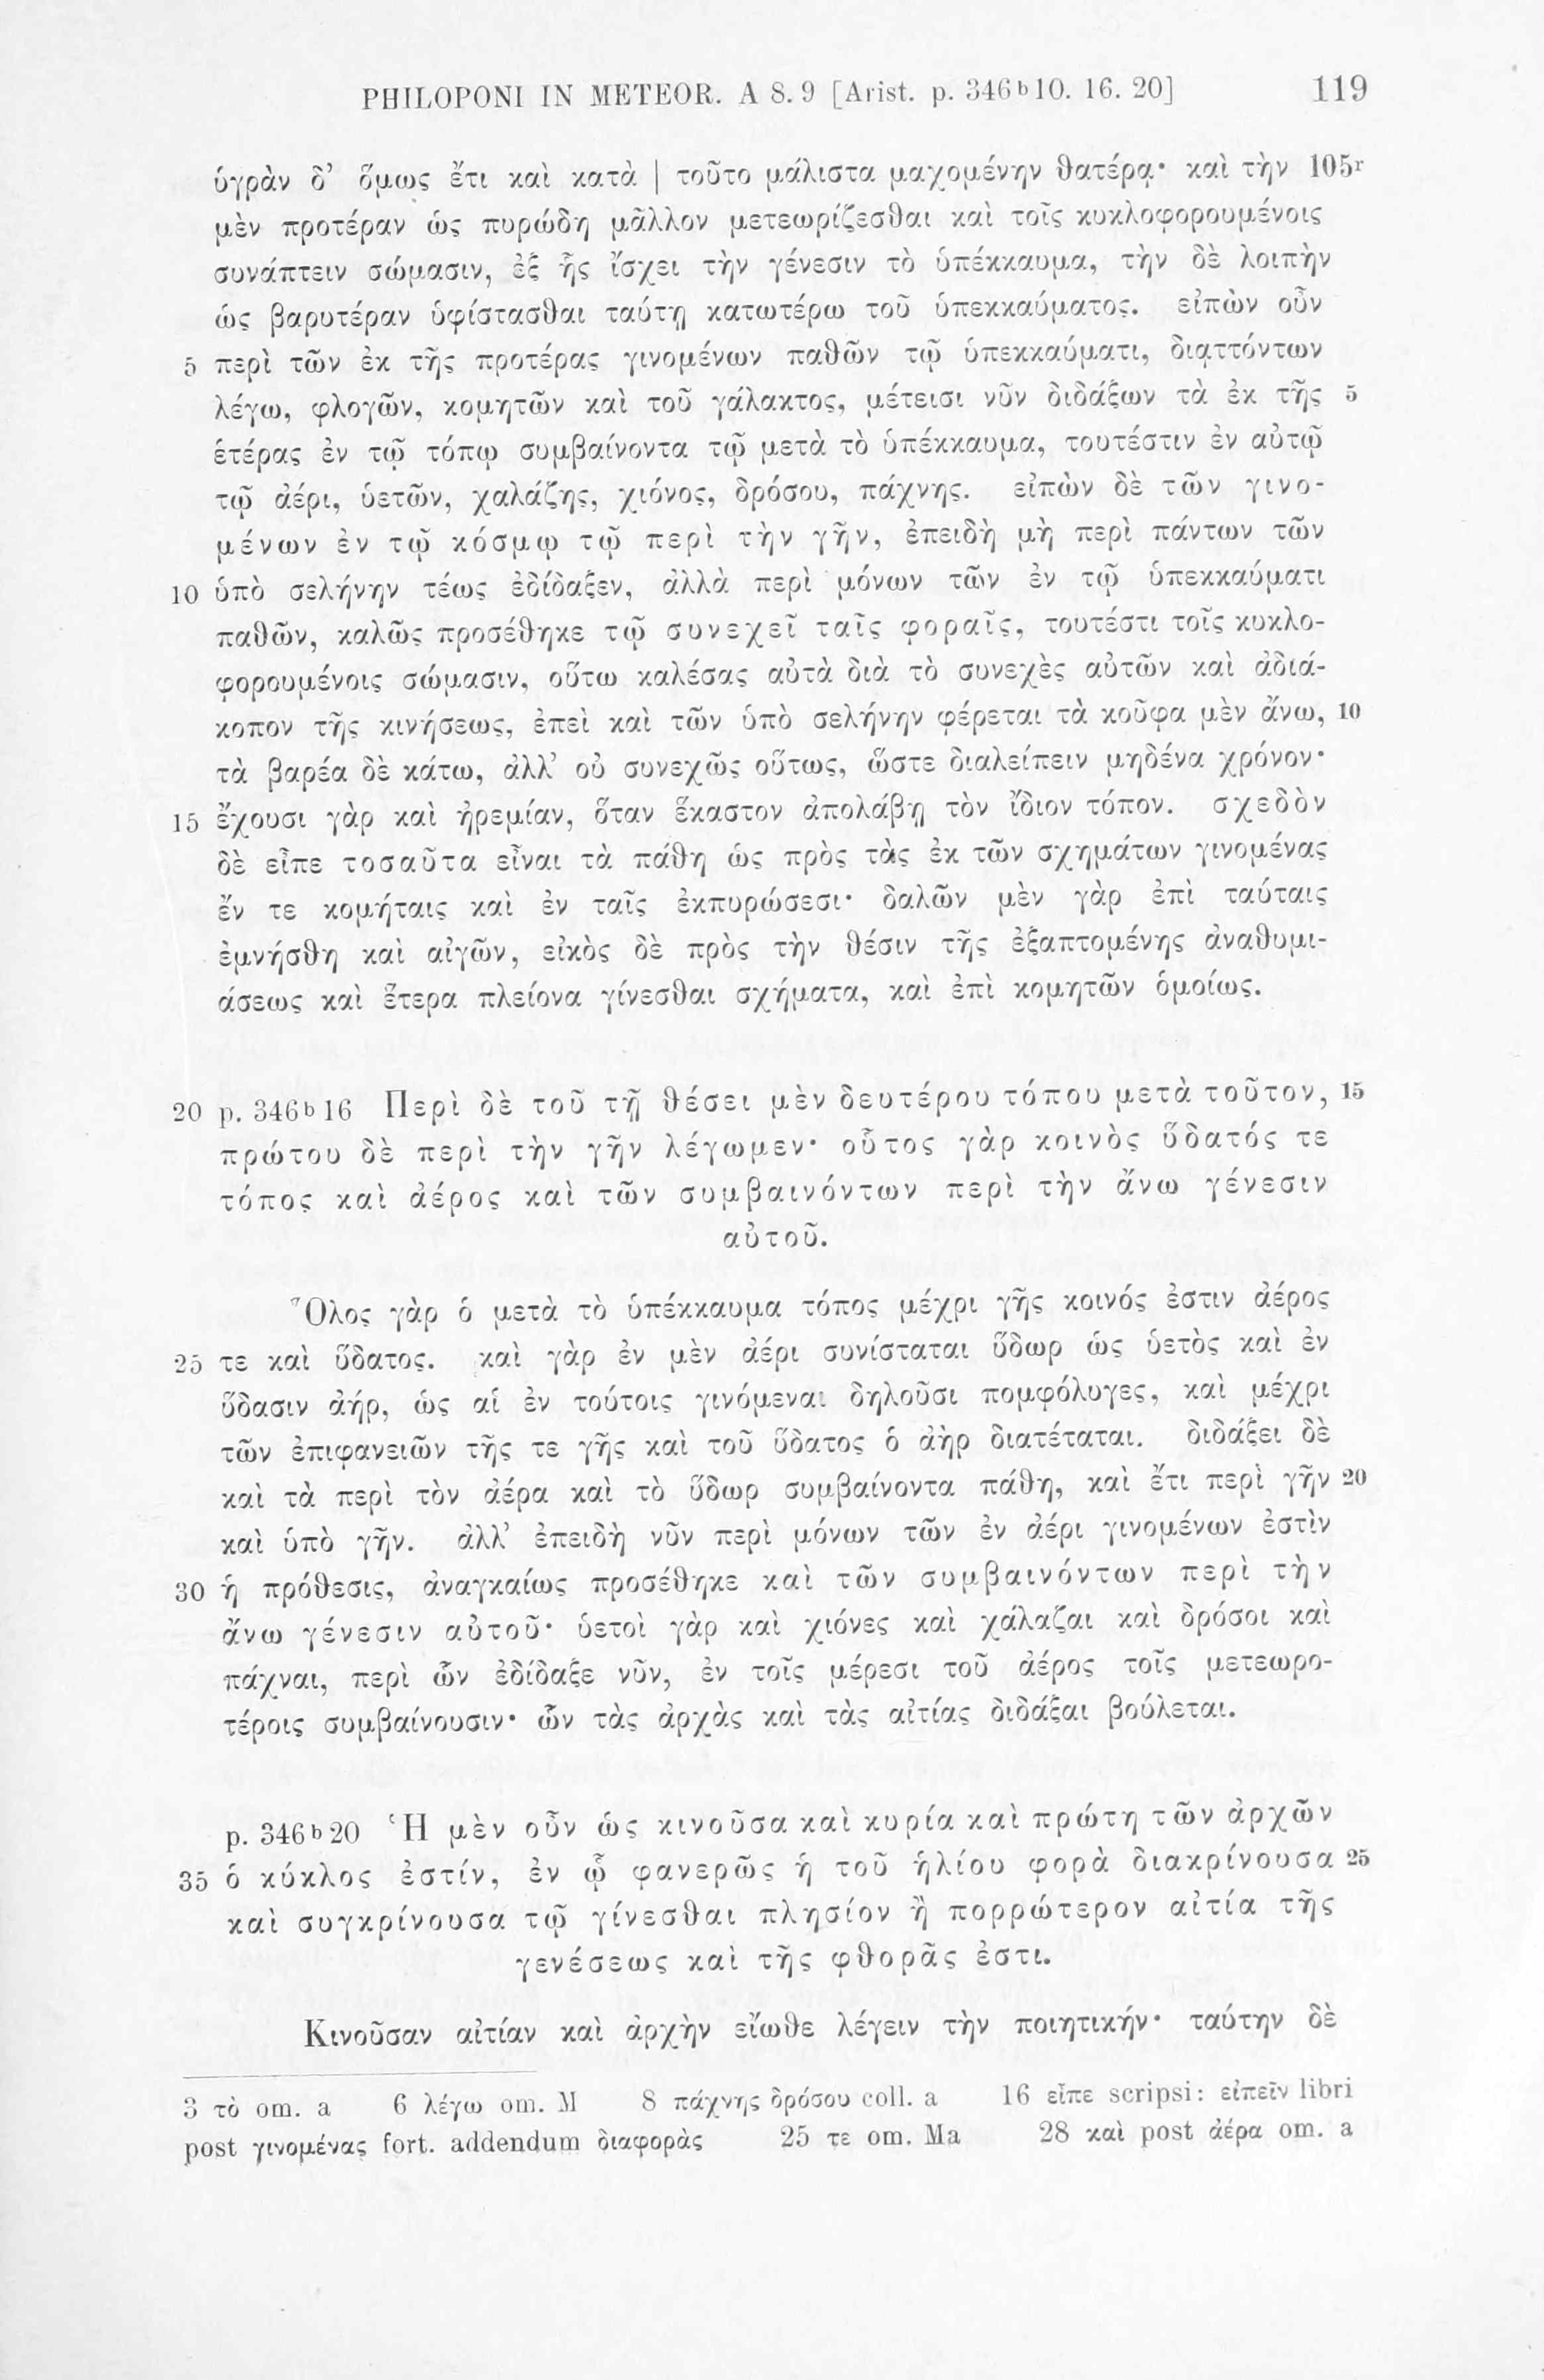 PHILOPONI IN METEOR. A 8. 9 [Arist. p. 346ᵇ10. 16. 20] 119
ὑγρὰν δ’ ὅμως ἔτι καὶ κατὰ | τοῦτο μάλιστα μαχομένην θατέρᾳ· καὶ τὴν 105ʳ
μὲν προτέραν ὡς πυρώδη μᾶλλον μετεωρίζεσθαι καὶ τοῖς κυκλοφορουμένοις
συνάπτειν σώμασιν, ἐξ ἧς ἴσχει τὴν γένεσιν τὸ ὑπέκκαυμα, τὴν δὲ λοιπὴν
ὡς βαρυτέραν ὑφίστασθαι ταύτῃ κατωτέρω τοῦ ὑπεκκαύματος. εἰπὼν οὖν
5 περὶ τῶν ἐκ τῆς προτέρας γινομένων παθῶν τῷ ὑπεκκαύματι, διᾳττόντων
λέγω, φλογῶν, κομητῶν καὶ τοῦ γάλακτος, μέτεισι νῦν διδάξων τὰ ἐκ τῆς 5
ἑτέρας ἐν τῷ τόπῳ συμβαίνοντα τῷ μετὰ τὸ ὑπέκκαυμα, τουτέστιν ἐν αὐτῷ
τῷ ἀέρι, ὑετῶν, χαλάζης, χιόνος, δρόσου, πάχνης. εἰπὼν δὲ τῶν γινο-
μένων ἐν τῷ κόσμῳ τῷ περὶ τὴν γῆν, ἐπειδὴ μὴ περὶ πάντων τῶν
10 ὑπὸ σελήνην τέως ἐδίδαξεν, ἀλλὰ περὶ μόνων τῶν ἐν τῷ ὑπεκκαύματι
παθῶν, καλῶς προσέθηκε τῷ συνεχεῖ ταῖς φοραῖς, τουτέστι τοῖς κυκλο-
φορουμένοις σώμασιν, οὕτω καλέσας αὐτὰ διὰ τὸ συνεχὲς αὐτῶν καὶ ἀδιά-
κοπον τῆς κινήσεως, ἐπεὶ καὶ τῶν ὑπὸ σελήνην φέρεται τὰ κοῦφα μὲν ἄνω, 10
τὰ βαρέα δὲ κάτω, ἀλλ’ οὐ συνεχῶς οὕτως, ὥστε διαλείπειν μηδένα χρόνον·
15 ἔχουσι γὰρ καὶ ἠρεμίαν, ὅταν ἕκαστον ἀπολάβῃ τὸν ἴδιον τόπον. σχεδὸν
δὲ εἶπε τοσαῦτα εἶναι τὰ πάθη ὡς πρὸς τὰς ἐκ τῶν σχημάτων γινομένας
ἔν τε κομήταις καὶ ἐν ταῖς ἐκπυρώσεσι· δαλῶν μὲν γὰρ ἐπὶ ταύταις
ἐμνήσθη καὶ αἰγῶν, εἰκὸς δὲ πρὸς τὴν θέσιν τῆς ἐξαπτομένης ἀναθυμι-
άσεως καὶ ἕτερα πλείονα γίνεσθαι σχήματα, καὶ ἐπὶ κομητῶν ὁμοίως.
20 p. 346ᵇ16 Περὶ δὲ τοῦ τῇ θέσει μὲν δευτέρου τόπου μετὰ τοῦτον, 15
πρώτου δὲ περὶ τὴν γῆν λέγωμεν· οὗτος γὰρ κοινὸς ὕδατός τε
τόπος καὶ ἀέρος καὶ τῶν συμβαινόντων περὶ τὴν ἄνω γένεσιν
αὐτοῦ.
Ὅλος γὰρ ὁ μετὰ τὸ ὑπέκκαυμα τόπος μέχρι γῆς κοινός ἐστιν ἀέρος
25 τε καὶ ὕδατος. καὶ γὰρ ἐν μὲν ἀέρι συνίσταται ὕδωρ ὡς ὑετὸς καὶ ἐν
ὕδασιν ἀήρ, ὡς αἱ ἐν τούτοις γινόμεναι δηλοῦσι πομφόλυγες, καὶ μέχρι
τῶν ἐπιφανειῶν τῆς τε γῆς καὶ τοῦ ὕδατος ὁ ἀὴρ διατέταται. διδάξει δὲ
καὶ τὰ περὶ τὸν ἀέρα καὶ τὸ ὕδωρ συμβαίνοντα πάθη, καὶ ἔτι περὶ γῆν 20
καὶ ὑπὸ γῆν. ἀλλ’ ἐπειδὴ νῦν περὶ μόνων τῶν ἐν ἀέρι γινομένων ἐστὶν
30 ἡ πρόθεσις, ἀναγκαίως προσέθηκε καὶ τῶν συμβαινόντων περὶ τὴν
ἄνω γένεσιν αὐτοῦ· ὑετοὶ γὰρ καὶ χιόνες καὶ χάλαζαι καὶ δρόσοι καὶ
πάχναι, περὶ ὧν ἐδίδαξε νῦν, ἐν τοῖς μέρεσι τοῦ ἀέρος τοῖς μετεωρο-
τέροις συμβαίνουσιν· ὧν τὰς ἀρχὰς καὶ τὰς αἰτίας διδάξαι βούλεται.
p. 346ᵇ20 Ἡ μὲν οὖν ὡς κινοῦσα καὶ κυρία καὶ πρώτη τῶν ἀρχῶν
35 ὁ κύκλος ἐστίν, ἐν ᾧ φανερῶς ἡ τοῦ ἡλίου φορὰ διακρίνουσα 25
καὶ συγκρίνουσα τῷ γίνεσθαι πλησίον ἢ πορρώτερον αἰτία τῆς
γενέσεως καὶ τῆς φθορᾶς ἐστι.
Κινοῦσαν αἰτίαν καὶ ἀρχὴν εἴωθε λέγειν τὴν ποιητικήν· ταύτην δὲ
3 τὸ om. a 6 λέγω om. M 8 πάχνης δρόσου coll. a 16 εἶπε scripsi: εἰπεῖν libri
post γινομένας fort. addendum διαφορὰς 25 τε om. Ma 28 καὶ post ἀέρα om. a